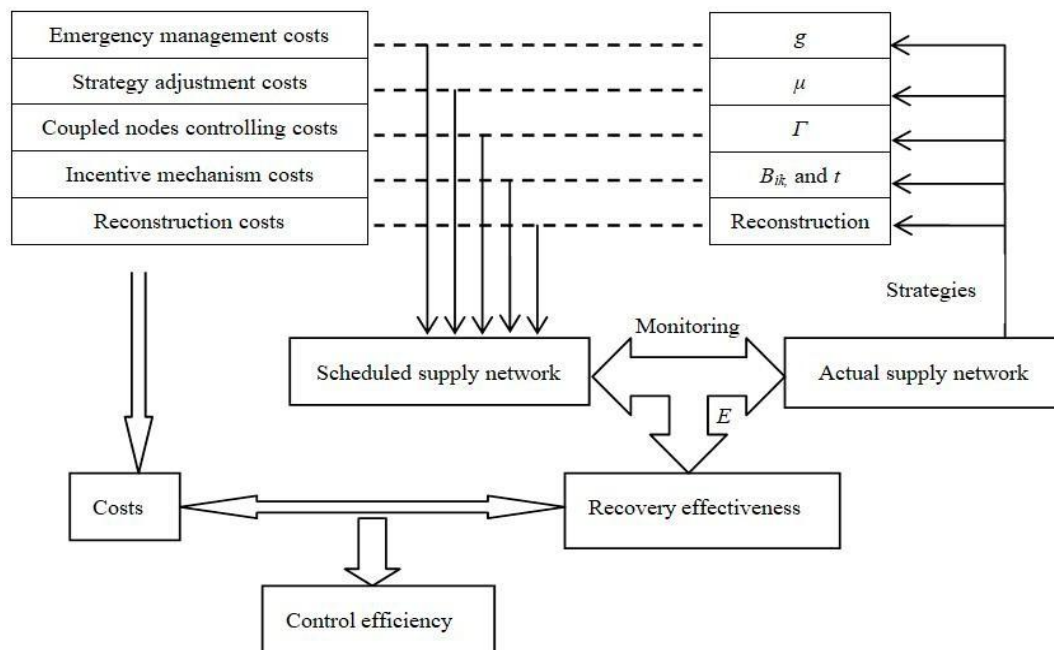 Emergency management costs
g
Strategy adjustment costs
μ
Coupled nodes controlling costs
Γ
Incentive mechanism costs
Bik, and t
Reconstruction costs
Reconstruction
Strategies
Monitoring
Scheduled supply network
Actual supply network
E
Costs
Recovery effectiveness
Control efficiency